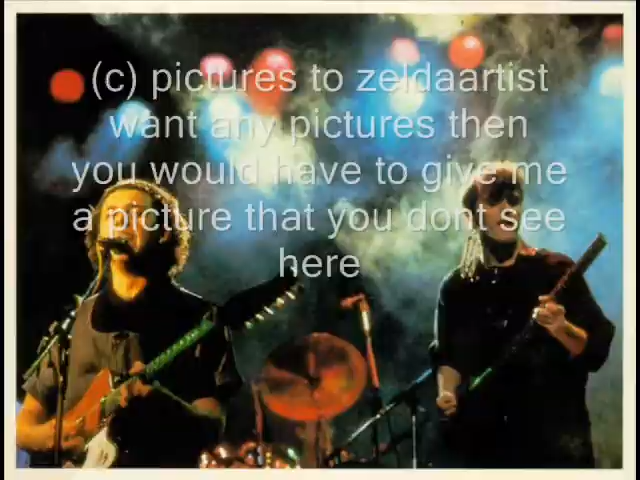 (c) pictures to zeldaartist
want any pictures then
you would have to give me
a picture that you dont see
here